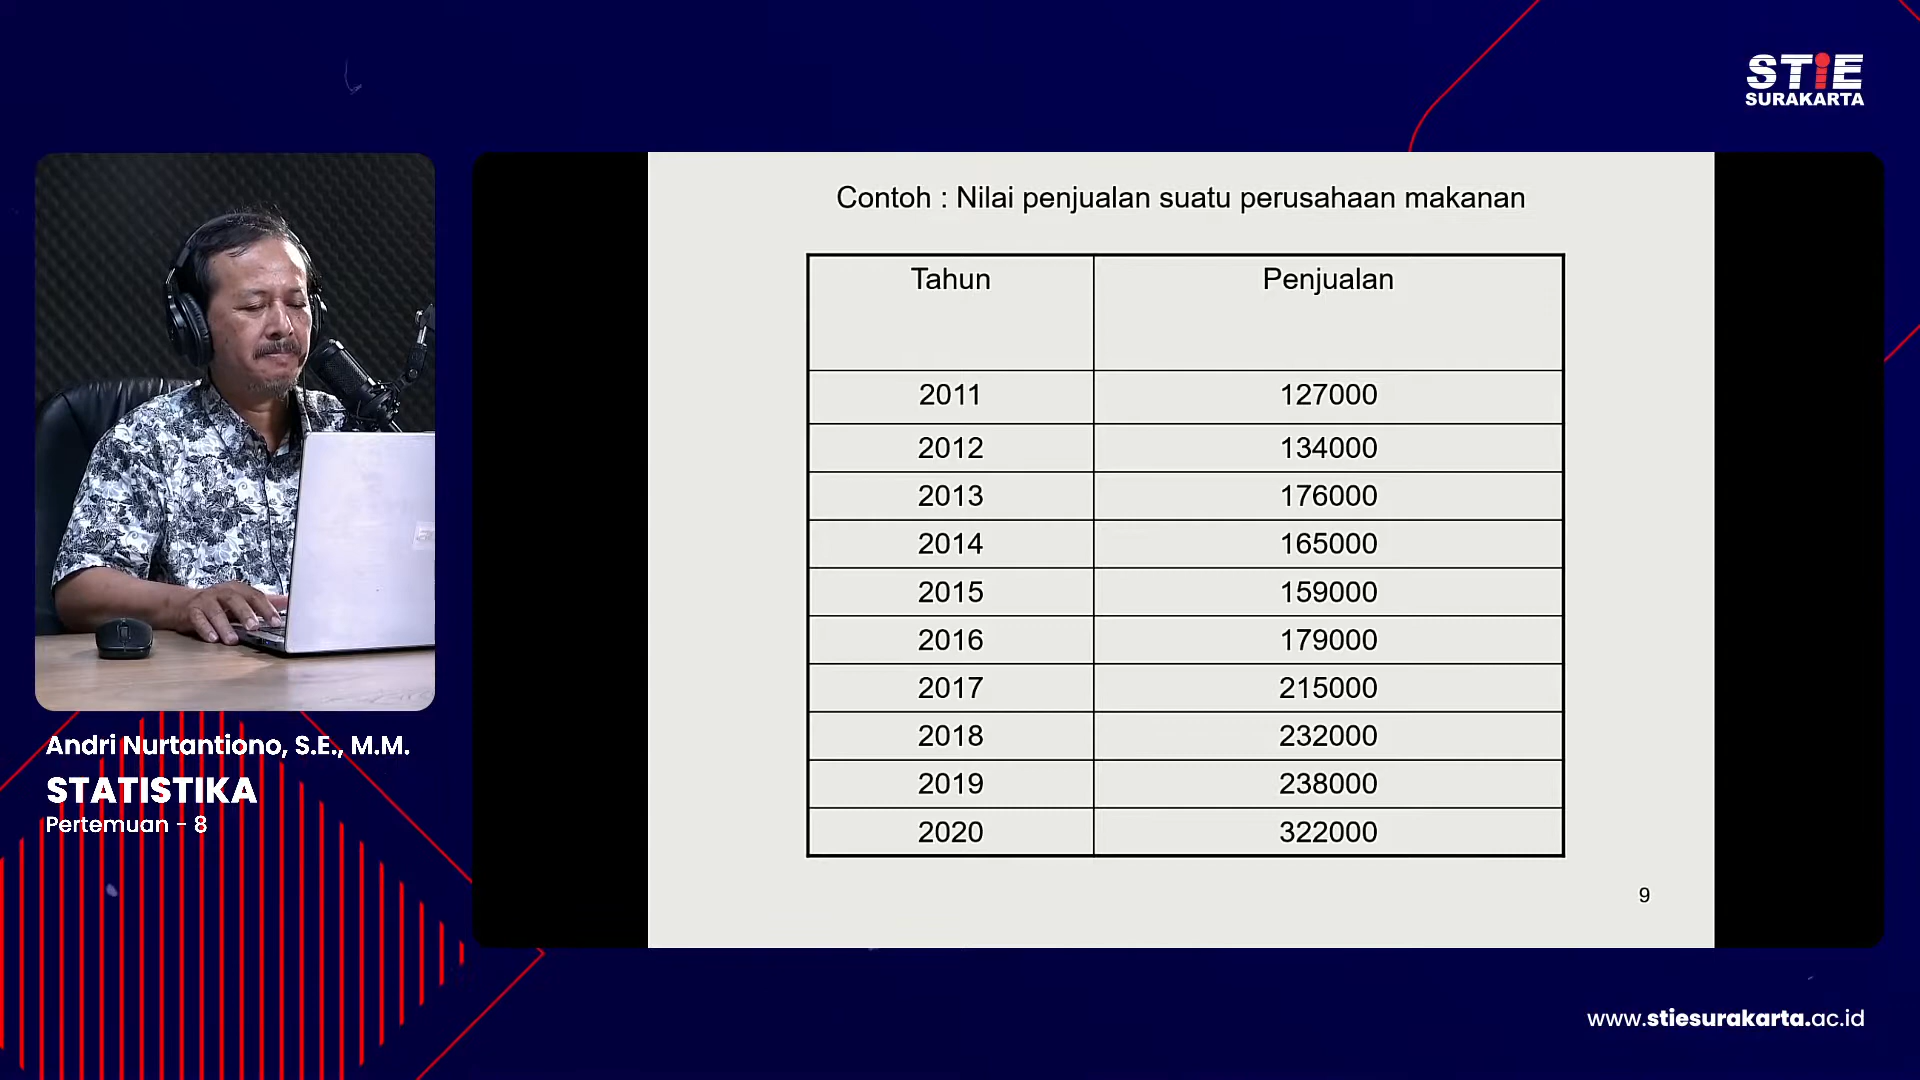 STiE
SURAKARTA
Contoh : Nilai penjualan suatu perusahaan makanan
Tahun Penjualan
2011 127000
2012 134000
2013 176000
2014 165000
2015 159000
2016 179000
2017 215000
2018 232000
2019 238000
2020 322000
9
Andri Nurtantiono, S.E., M.M.
STATISTIKA
Pertemuan - 8
www.stiesurakarta.ac.id